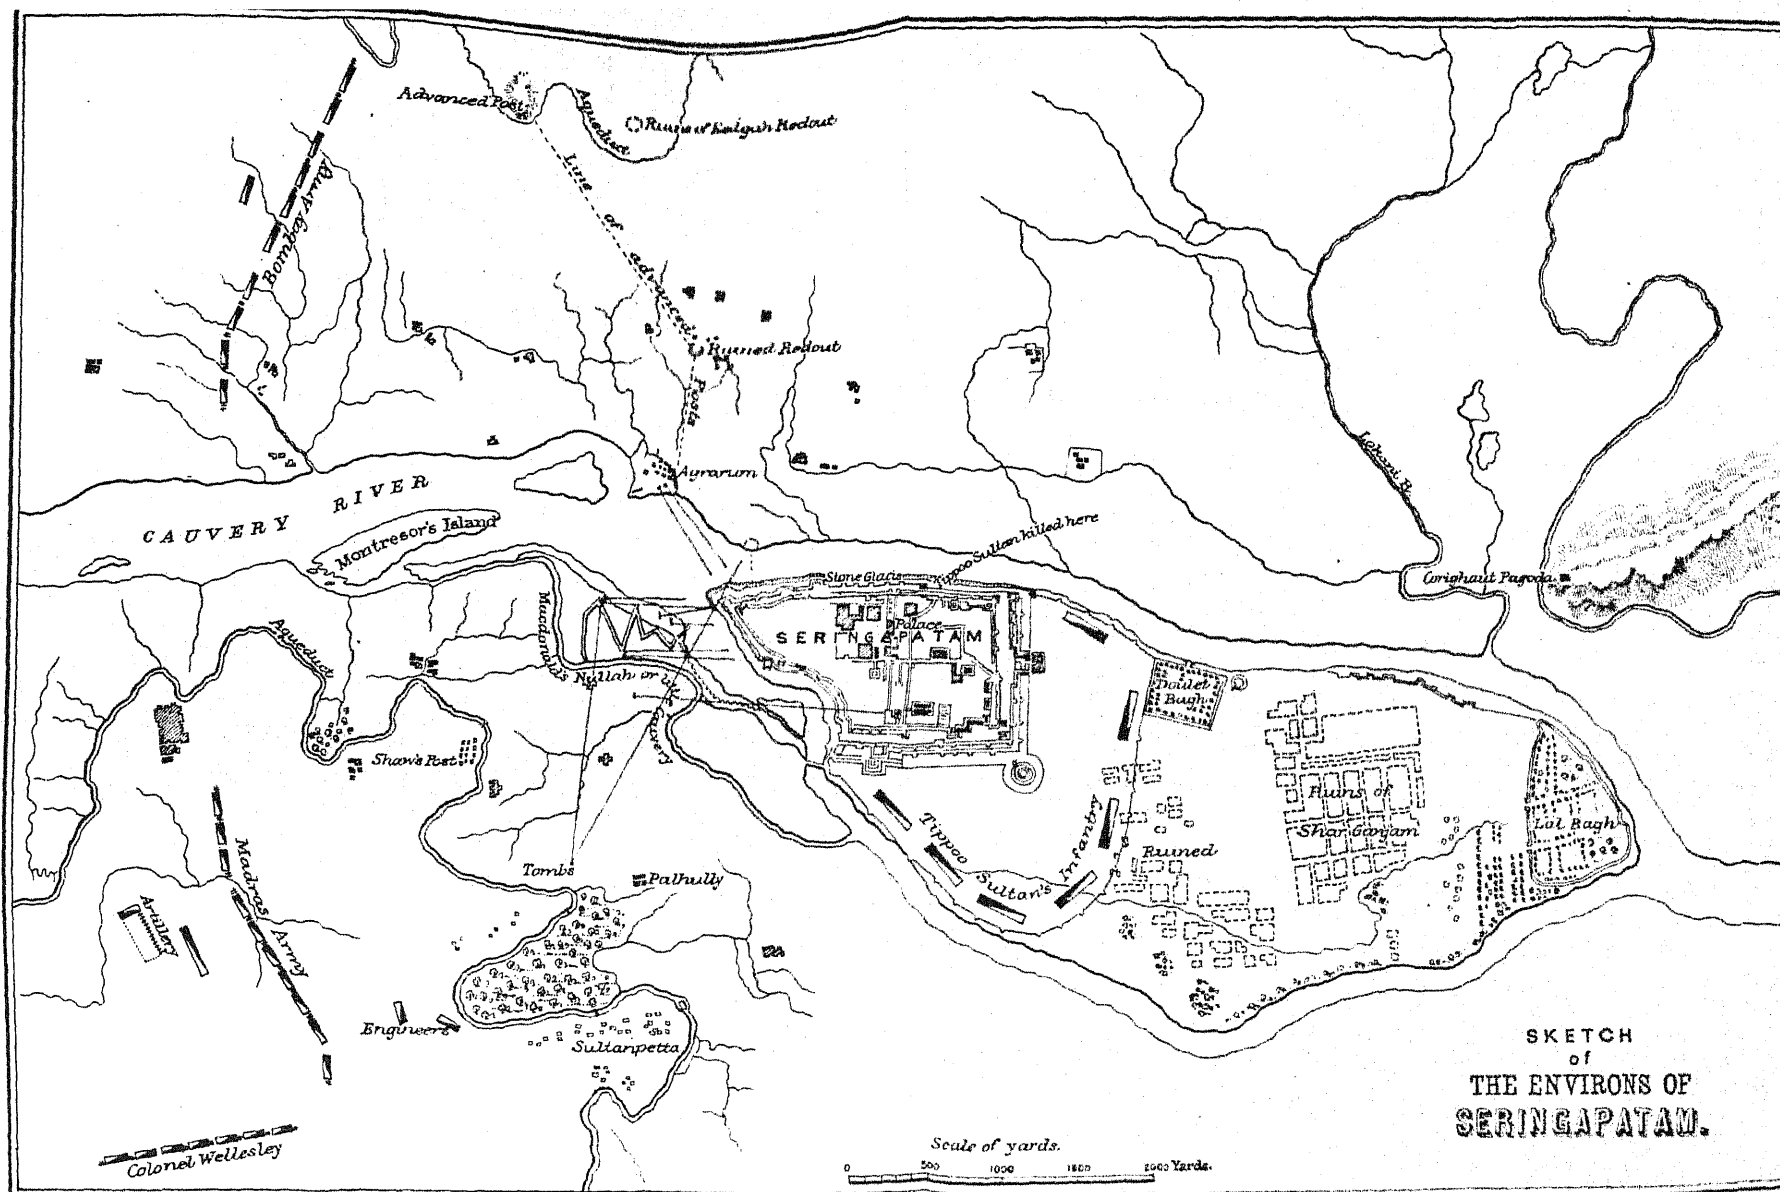 Advanced Post
Aqueduct
Ruins of Eedgah Redout
Line of advanced Posts
Bombay Army
Ruined Redout
Agrarum
CAUVERY RIVER
Montresor's Island
Lokani R.
Tippoo Sultan killed here
Stone Glacis
Corighaut Pagoda
Palace
SERINGAPATAM
Macdonald's
Nullah or little Cauvery
Aqueduct
Doulet
Bagh
Shaw's Post
Ruins of
Shar Ganjam
Lal Bagh
Tippoo Sultan's Infantry
Ruined
Madras Army
Tombs
Palhully
Artillery
Engineers
Sultanpetta
Colonel Wellesley
SKETCH
of
THE ENVIRONS OF
SERINGAPATAM.
Scale of yards.
0 500 1000 1500 2000 Yards.